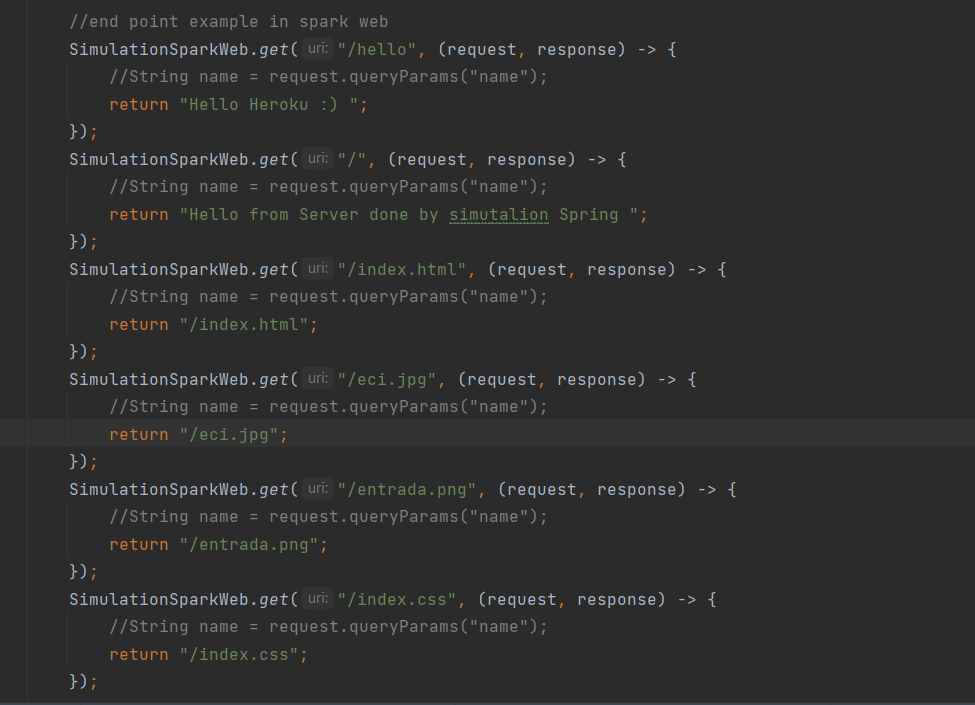 //end point example in spark web
SimulationSparkWeb.get( uri: "/hello", (request, response) -> {
//String name = request.queryParams("name");
return "Hello Heroku :) ";
});
SimulationSparkWeb.get( uri: "/", (request, response) -> {
//String name = request.queryParams("name");
return "Hello from Server done by simutalion Spring ";
});
SimulationSparkWeb.get( uri: "/index.html", (request, response) -> {
//String name = request.queryParams("name");
return "/index.html";
});
SimulationSparkWeb.get( uri: "/eci.jpg", (request, response) -> {
//String name = request.queryParams("name");
return "/eci.jpg";
});
SimulationSparkWeb.get( uri: "/entrada.png", (request, response) -> {
//String name = request.queryParams("name");
return "/entrada.png";
});
SimulationSparkWeb.get( uri: "/index.css", (request, response) -> {
//String name = request.queryParams("name");
return "/index.css";
});